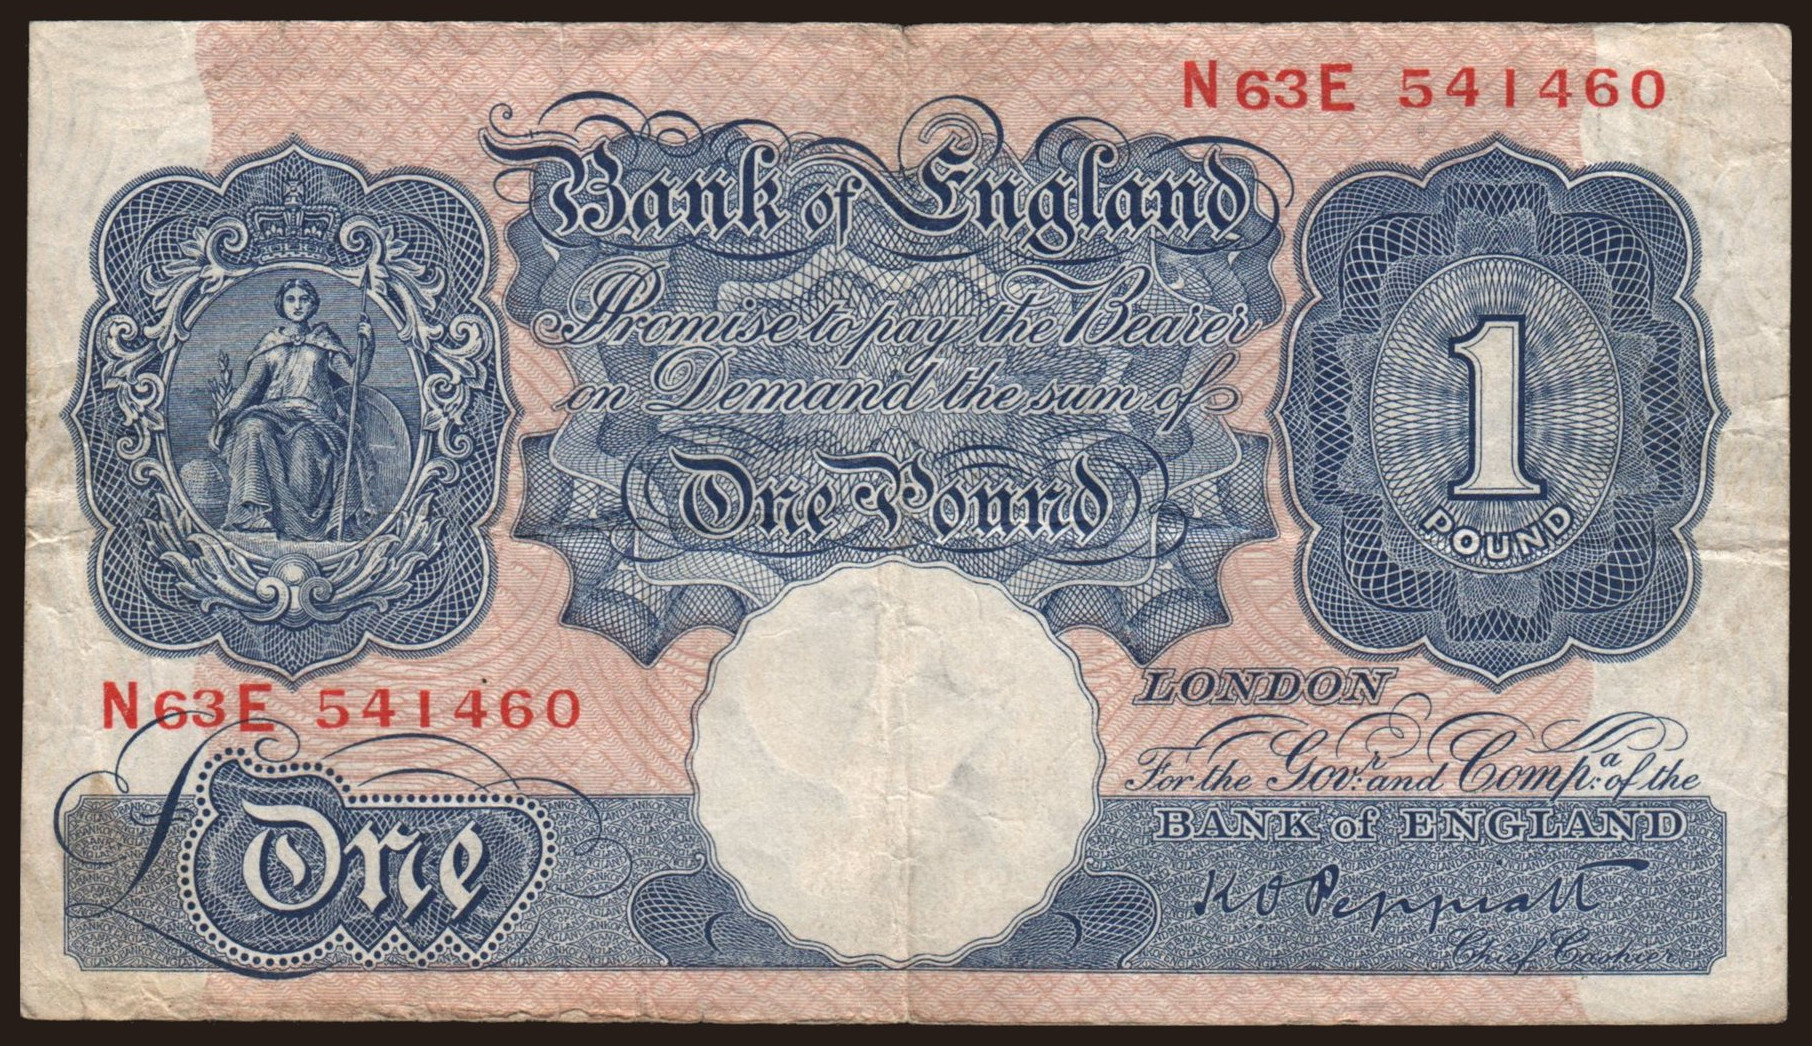 N63E 541460
Bank of England
Promise to pay the Bearer
on Demand the sum of
One Pound
1
POUND
LONDON
N63E 541460
For the Govr. and Compa. of the
BANK of ENGLAND
£One
K O Peppiatt
Chief Cashier